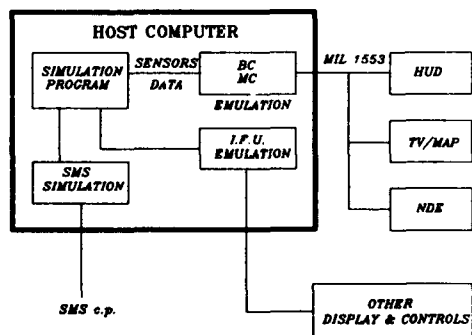 HOST COMPUTER
SIMULATION
PROGRAM
SENSORS
DATA
BC
MC
EMULATION
MIL 1553
HUD
I.F.U.
EMULATION
TV/MAP
SMS
SIMULATION
NDE
SMS c.p.
OTHER
DISPLAY & CONTROLS